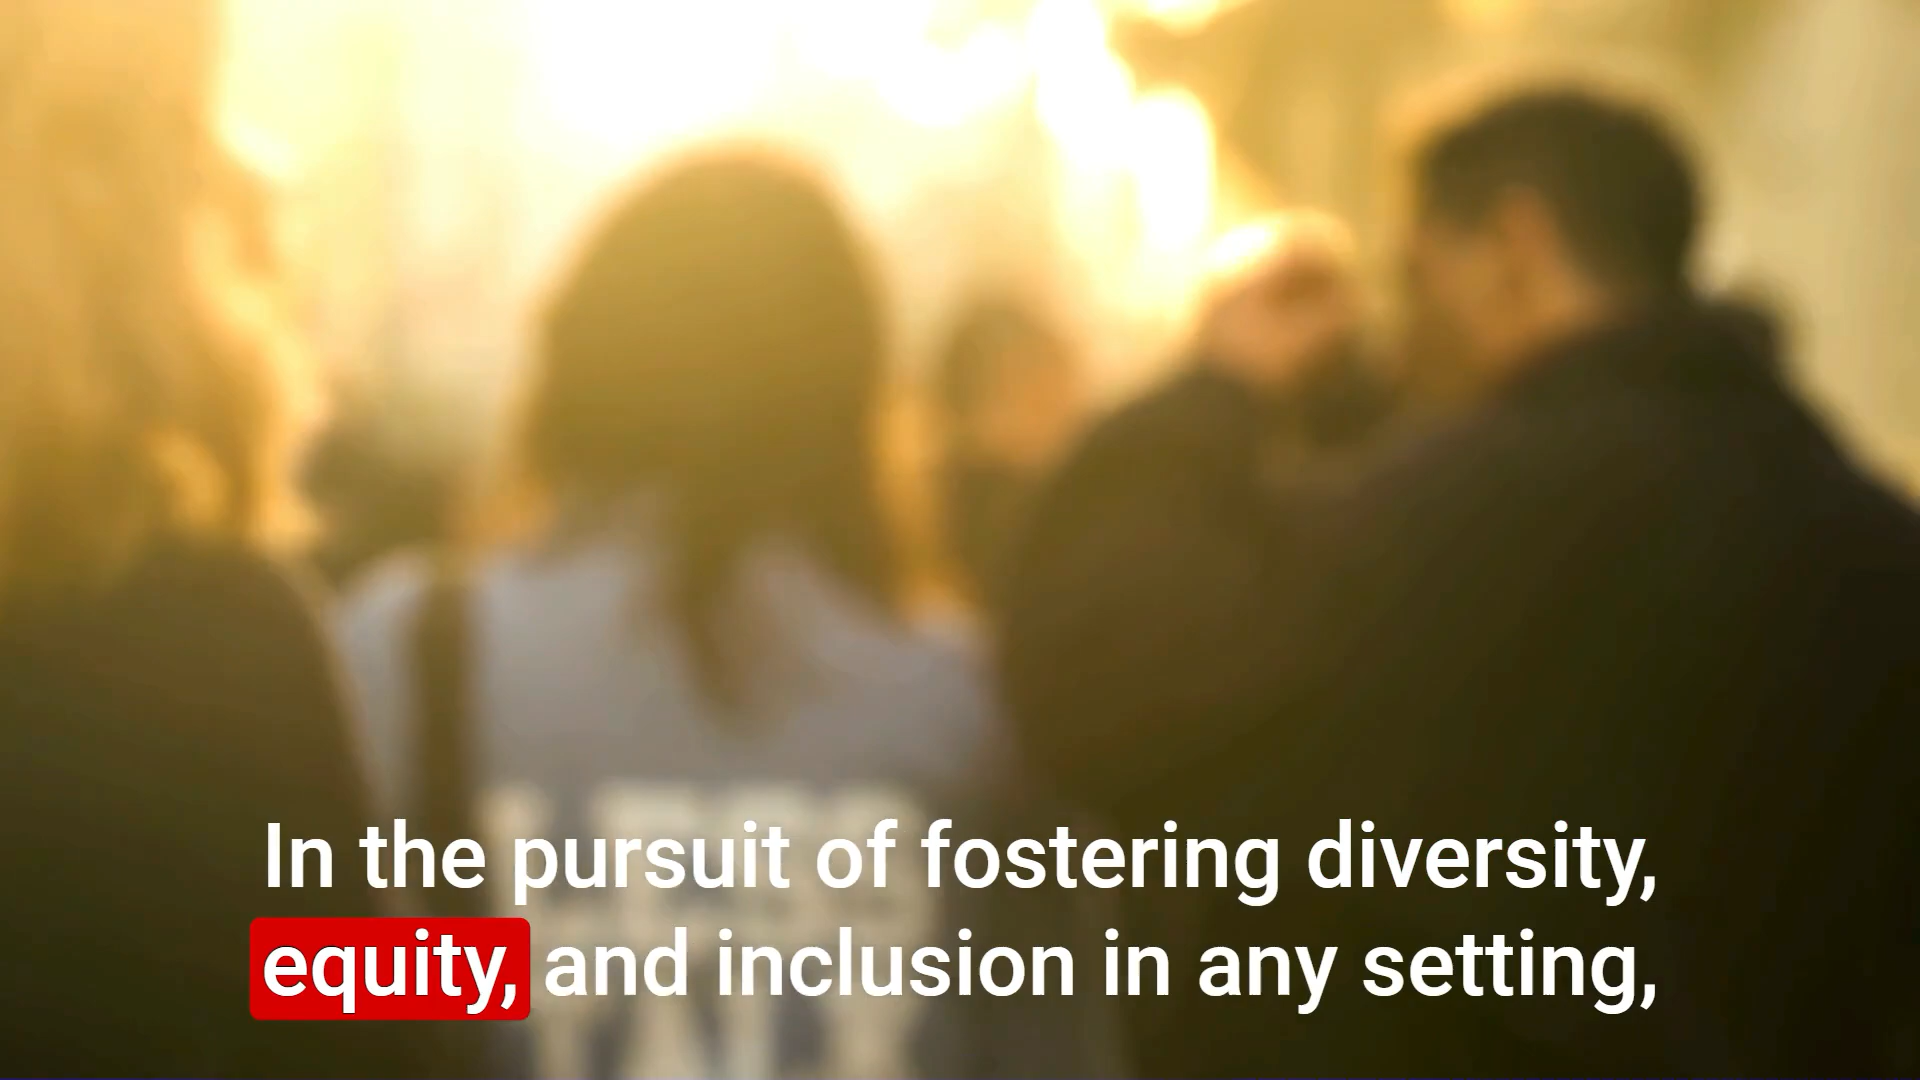 In the pursuit of fostering diversity,
equity, and inclusion in any setting,